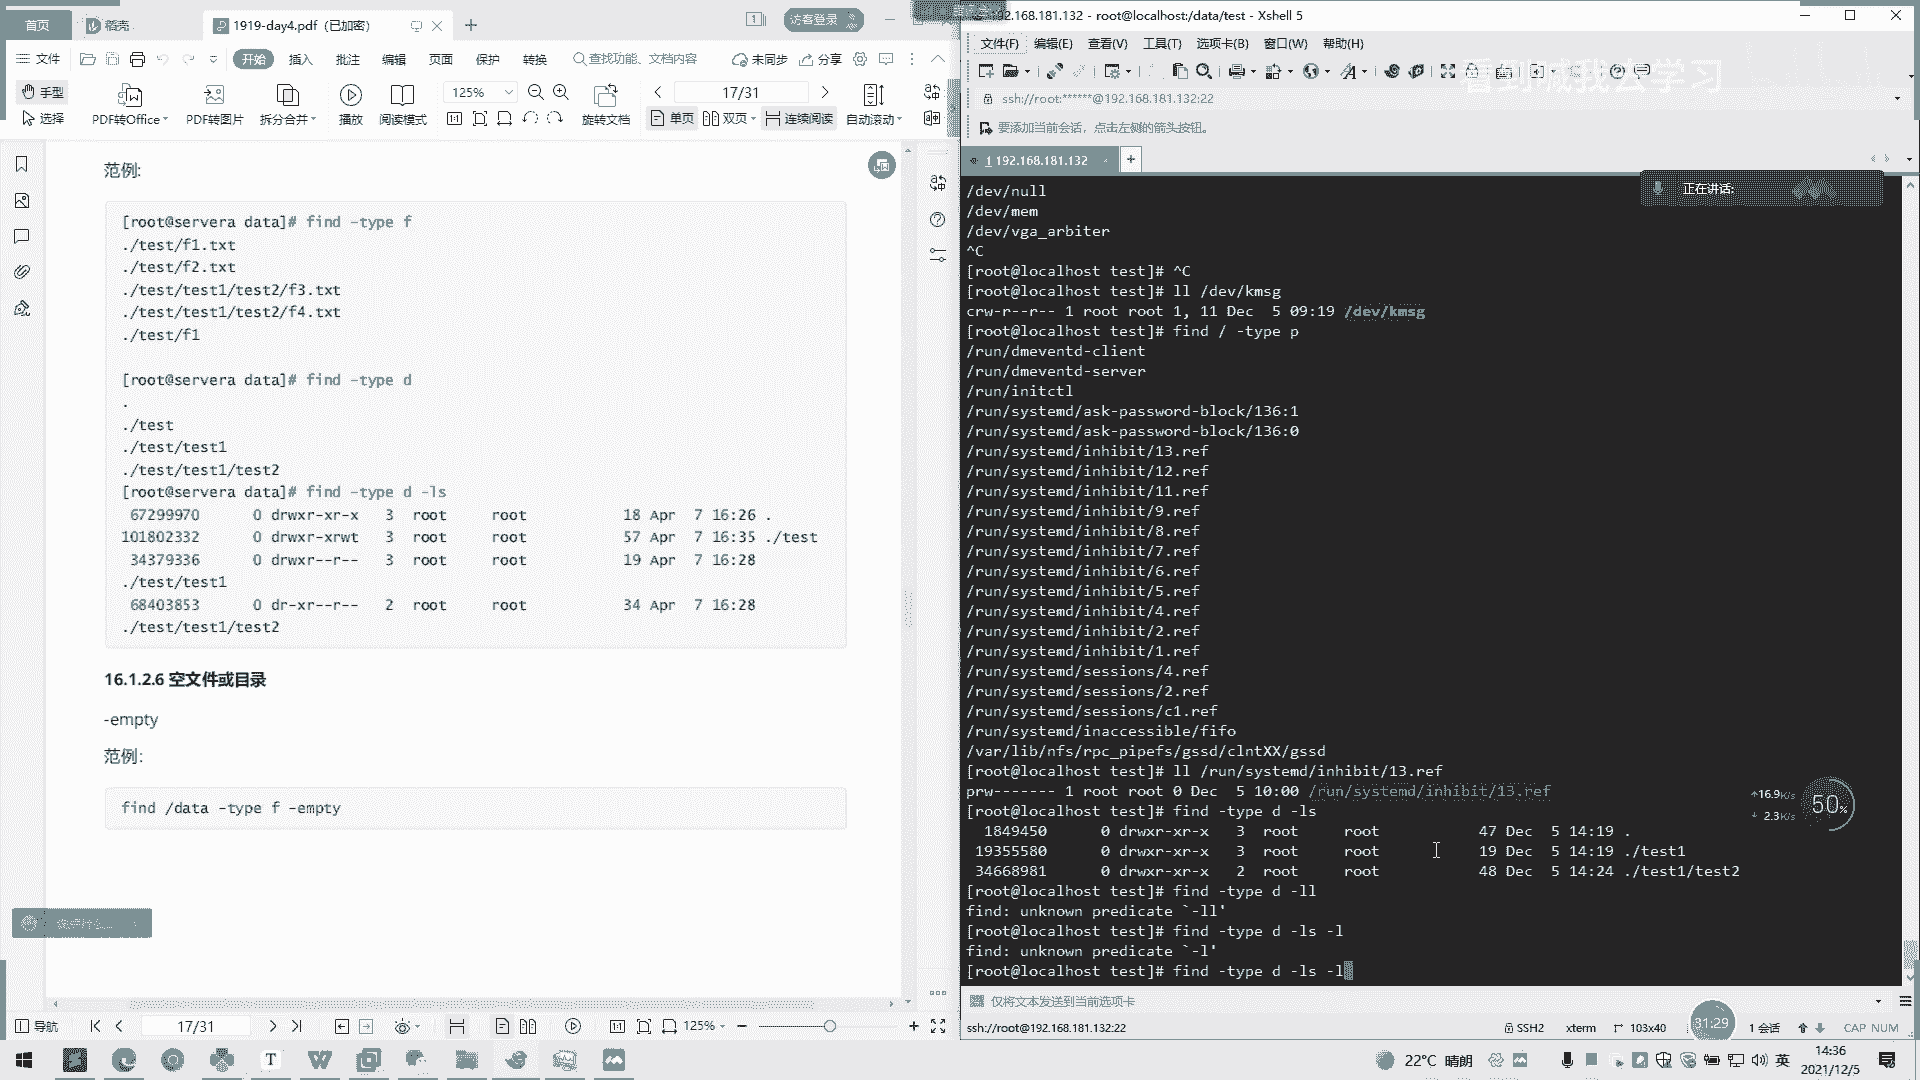 首页
稻壳
1919-day4.pdf（已加密）
访客登录
文件
开始
插入
批注
编辑
页面
保护
转换
查找功能、文档内容
未同步
分享
手型
选择
PDF转Office
PDF转图片
拆分合并
播放
阅读模式
125%
旋转文档
17/31
单页
双页
连续阅读
自动滚动
范例:
[root@servera data]# find -type f
./test/f1.txt
./test/f2.txt
./test/test1/test2/f3.txt
./test/test1/test2/f4.txt
./test/f1
[root@servera data]# find -type d
.
./test
./test/test1
./test/test1/test2
[root@servera data]# find -type d -ls
67299970 0 drwxr-xr-x 3 root root 18 Apr 7 16:26 .
101802332 0 drwxr-xrwt 3 root root 57 Apr 7 16:35 ./test
34379336 0 drwxr--r-- 3 root root 19 Apr 7 16:28
./test/test1
68403853 0 dr-xr--r-- 2 root root 34 Apr 7 16:28
./test/test1/test2
16.1.2.6 空文件或目录
-empty
范例:
find /data -type f -empty
导航
17/31
125%
192.168.181.132 - root@localhost:/data/test - Xshell 5
文件(F) 编辑(E) 查看(V) 工具(T) 选项卡(B) 窗口(W) 帮助(H)
看到喊我去学习
ssh://root:******@192.168.181.132:22
要添加当前会话，点击左侧的箭头按钮。
1 192.168.181.132
正在讲话:
/dev/null
/dev/mem
/dev/vga_arbiter
^C
[root@localhost test]# ^C
[root@localhost test]# ll /dev/kmsg
crw-r--r-- 1 root root 1, 11 Dec 5 09:19 /dev/kmsg
[root@localhost test]# find / -type p
/run/dmeventd-client
/run/dmeventd-server
/run/initctl
/run/systemd/ask-password-block/136:1
/run/systemd/ask-password-block/136:0
/run/systemd/inhibit/13.ref
/run/systemd/inhibit/12.ref
/run/systemd/inhibit/11.ref
/run/systemd/inhibit/9.ref
/run/systemd/inhibit/8.ref
/run/systemd/inhibit/7.ref
/run/systemd/inhibit/6.ref
/run/systemd/inhibit/5.ref
/run/systemd/inhibit/4.ref
/run/systemd/inhibit/2.ref
/run/systemd/inhibit/1.ref
/run/systemd/sessions/4.ref
/run/systemd/sessions/2.ref
/run/systemd/sessions/c1.ref
/run/systemd/inaccessible/fifo
/var/lib/nfs/rpc_pipefs/gssd/clntXX/gssd
[root@localhost test]# ll /run/systemd/inhibit/13.ref
prw------- 1 root root 0 Dec 5 10:00 /run/systemd/inhibit/13.ref
[root@localhost test]# find -type d -ls
1849450 0 drwxr-xr-x 3 root root 47 Dec 5 14:19 .
19355580 0 drwxr-xr-x 3 root root 19 Dec 5 14:19 ./test1
34668981 0 drwxr-xr-x 2 root root 48 Dec 5 14:24 ./test1/test2
[root@localhost test]# find -type d -ll
find: unknown predicate `-ll'
[root@localhost test]# find -type d -ls -l
find: unknown predicate `-l'
[root@localhost test]# find -type d -ls -l
16.9K/s
2.3K/s
50%
仅将文本发送到当前选项卡
ssh://root@192.168.181.132:22
SSH2
xterm
103x40
31:29
1 会话
CAP NUM
22°C 晴朗
英
14:36
2021/12/5